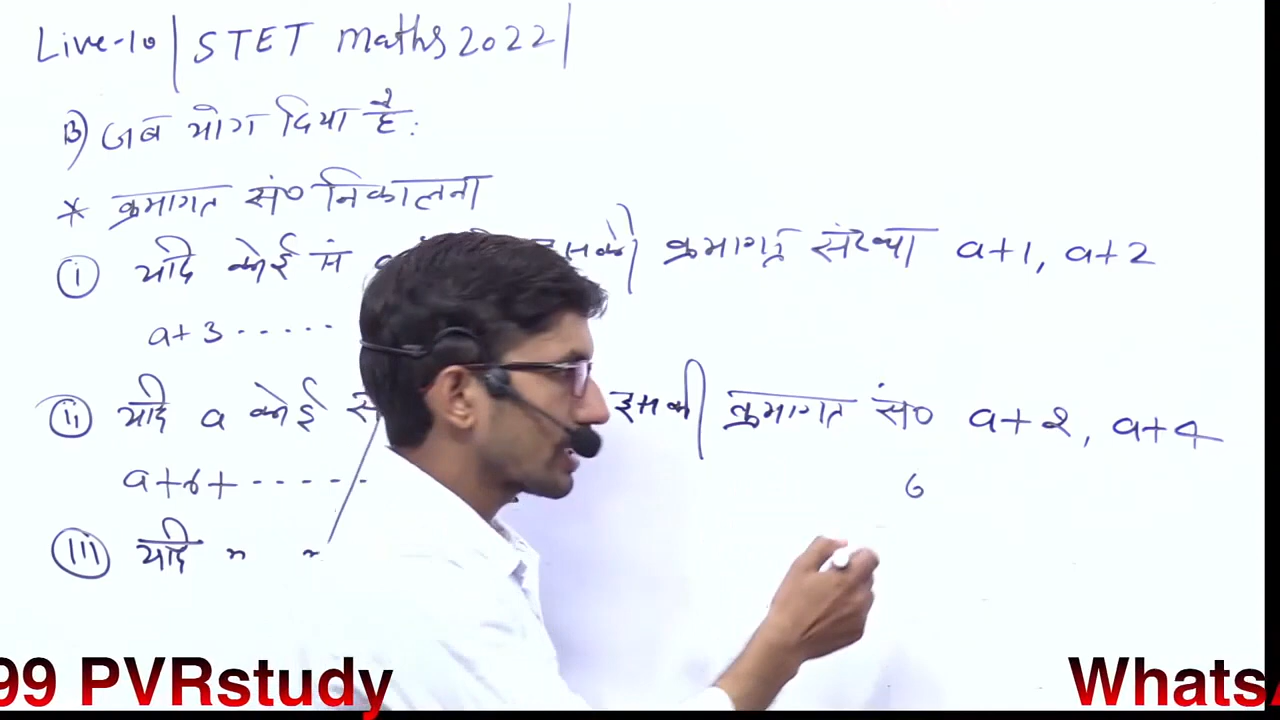 Live-10 | STET maths 2022 |
B) जब योग दिया है:
* क्रमागत सं० निकालना
(i) यदि कोई सं क्रमागत संख्या a+1, a+2
a+3 .....
(ii) यदि a कोई स इसकी क्रमागत सं० a+2, a+4
a+6+ .....
6
(iii) यदि " "
99 PVRstudy
WhatsA